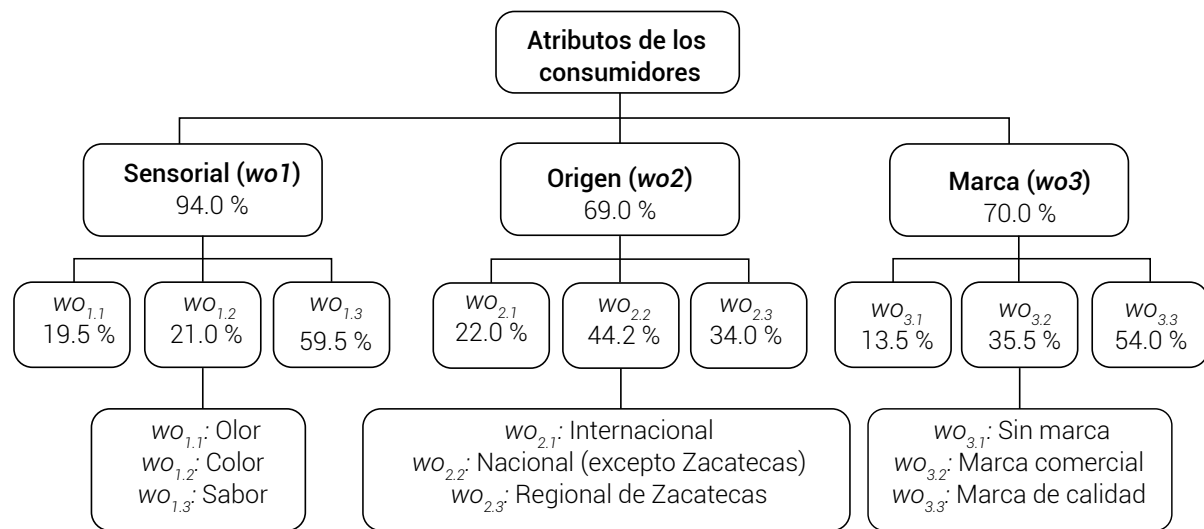 Atributos de los
consumidores
Sensorial (wo1)
94.0 %
Origen (wo2)
69.0 %
Marca (wo3)
70.0 %
wo1.1
19.5 %
wo1.2
21.0 %
wo1.3
59.5 %
wo2.1
22.0 %
wo2.2
44.2 %
wo2.3
34.0 %
wo3.1
13.5 %
wo3.2
35.5 %
wo3.3
54.0 %
wo1.1: Olor
wo1.2: Color
wo1.3: Sabor
wo2.1: Internacional
wo2.2: Nacional (excepto Zacatecas)
wo2.3: Regional de Zacatecas
wo3.1: Sin marca
wo3.2: Marca comercial
wo3.3: Marca de calidad